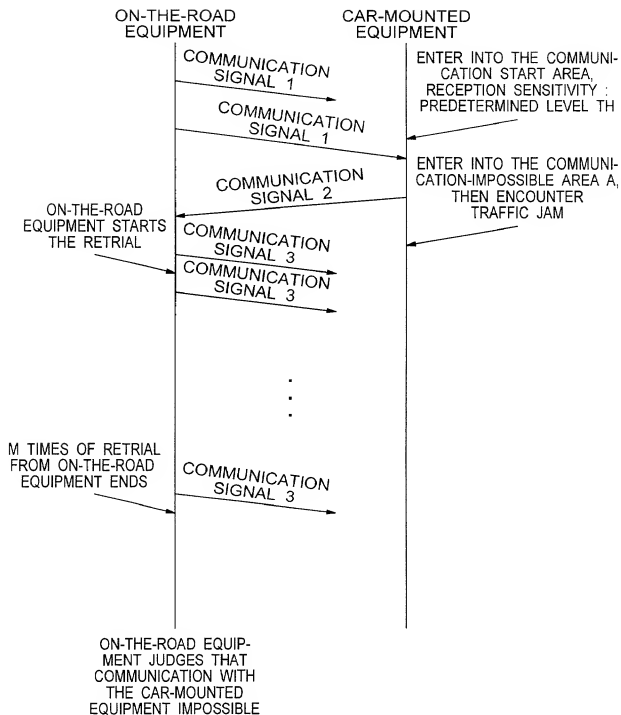 ON-THE-ROAD
EQUIPMENT
CAR-MOUNTED
EQUIPMENT
COMMUNICATION
SIGNAL 1
ENTER INTO THE COMMUNI-
CATION START AREA,
RECEPTION SENSITIVITY :
PREDETERMINED LEVEL TH
COMMUNICATION
SIGNAL 1
ENTER INTO THE COMMUNI-
CATION-IMPOSSIBLE AREA A,
THEN ENCOUNTER
TRAFFIC JAM
COMMUNICATION
SIGNAL 2
ON-THE-ROAD
EQUIPMENT STARTS
THE RETRIAL
COMMUNICATION
SIGNAL 3
COMMUNICATION
SIGNAL 3
M TIMES OF RETRIAL
FROM ON-THE-ROAD
EQUIPMENT ENDS
COMMUNICATION
SIGNAL 3
ON-THE-ROAD EQUIP-
MENT JUDGES THAT
COMMUNICATION WITH
THE CAR-MOUNTED
EQUIPMENT IMPOSSIBLE